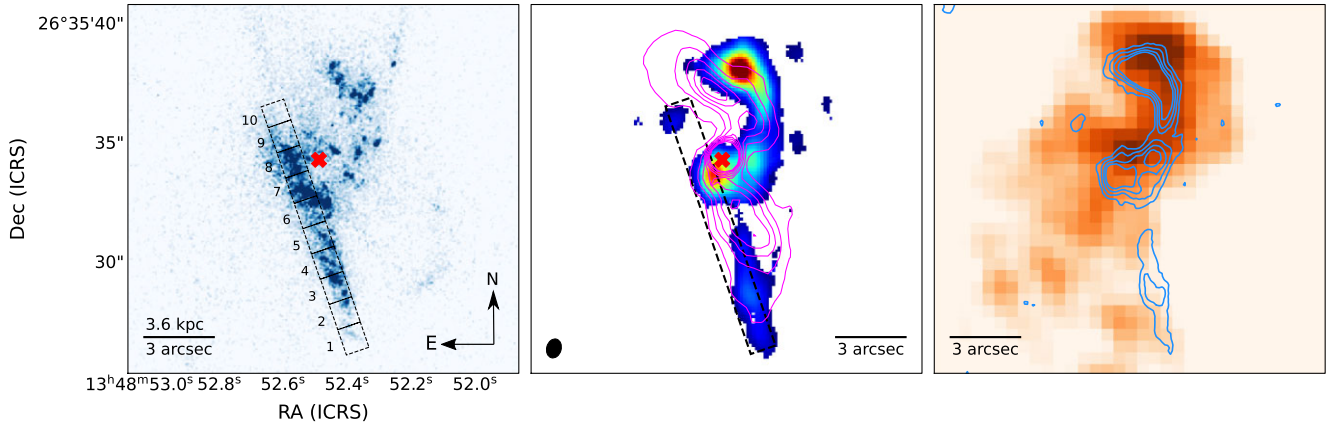 26°35'40"
35"
30"
Dec (ICRS)
10
9
8
7
6
5
4
3
2
1
3.6 kpc
3 arcsec
N
E
13ʰ48ᵐ53.0ˢ 52.8ˢ 52.6ˢ 52.4ˢ 52.2ˢ 52.0ˢ
RA (ICRS)
3 arcsec
3 arcsec